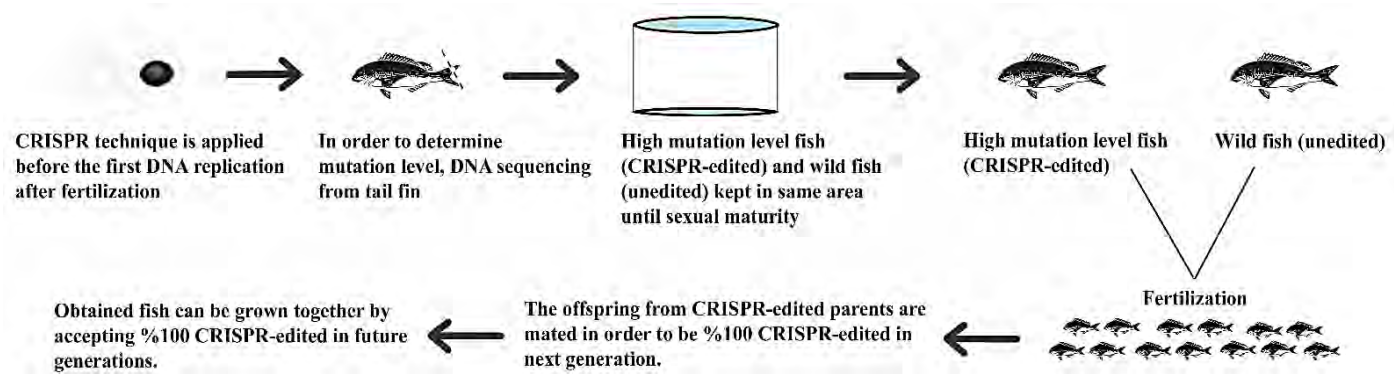 CRISPR technique is applied
before the first DNA replication
after fertilization
In order to determine
mutation level, DNA sequencing
from tail fin
High mutation level fish
(CRISPR-edited) and wild fish
(unedited) kept in same area
until sexual maturity
High mutation level fish
(CRISPR-edited)
Wild fish (unedited)
Fertilization
The offspring from CRISPR-edited parents are
mated in order to be %100 CRISPR-edited in
next generation.
Obtained fish can be grown together by
accepting %100 CRISPR-edited in future
generations.